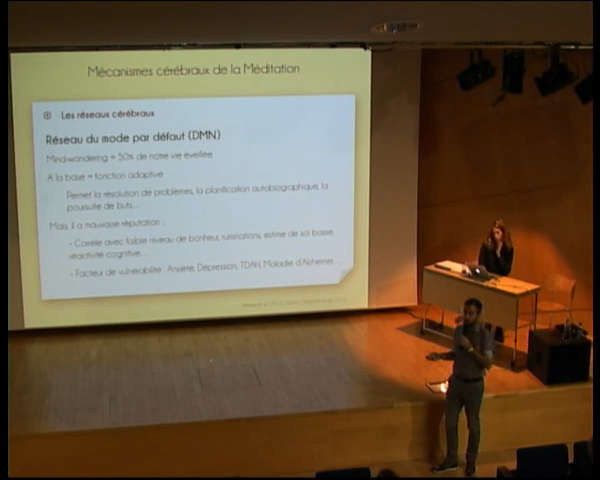 Mécanismes cérébraux de la Méditation
Les réseaux cérébraux
Réseau du mode par défaut (DMN)
Mind-wandering = 50% de notre vie éveillée
A la base = fonction adaptive
Permet la résolution de problèmes, la planification autobiographique, la
poursuite de buts...
Mais, il a mauvaise réputation :
- Corrèle avec faible niveau de bonheur, ruminations, estime de soi basse,
réactivité cognitive...
- Facteur de vulnérabilité : Anxiété, Dépression, TDAH, Maladie d'Alzheimer...